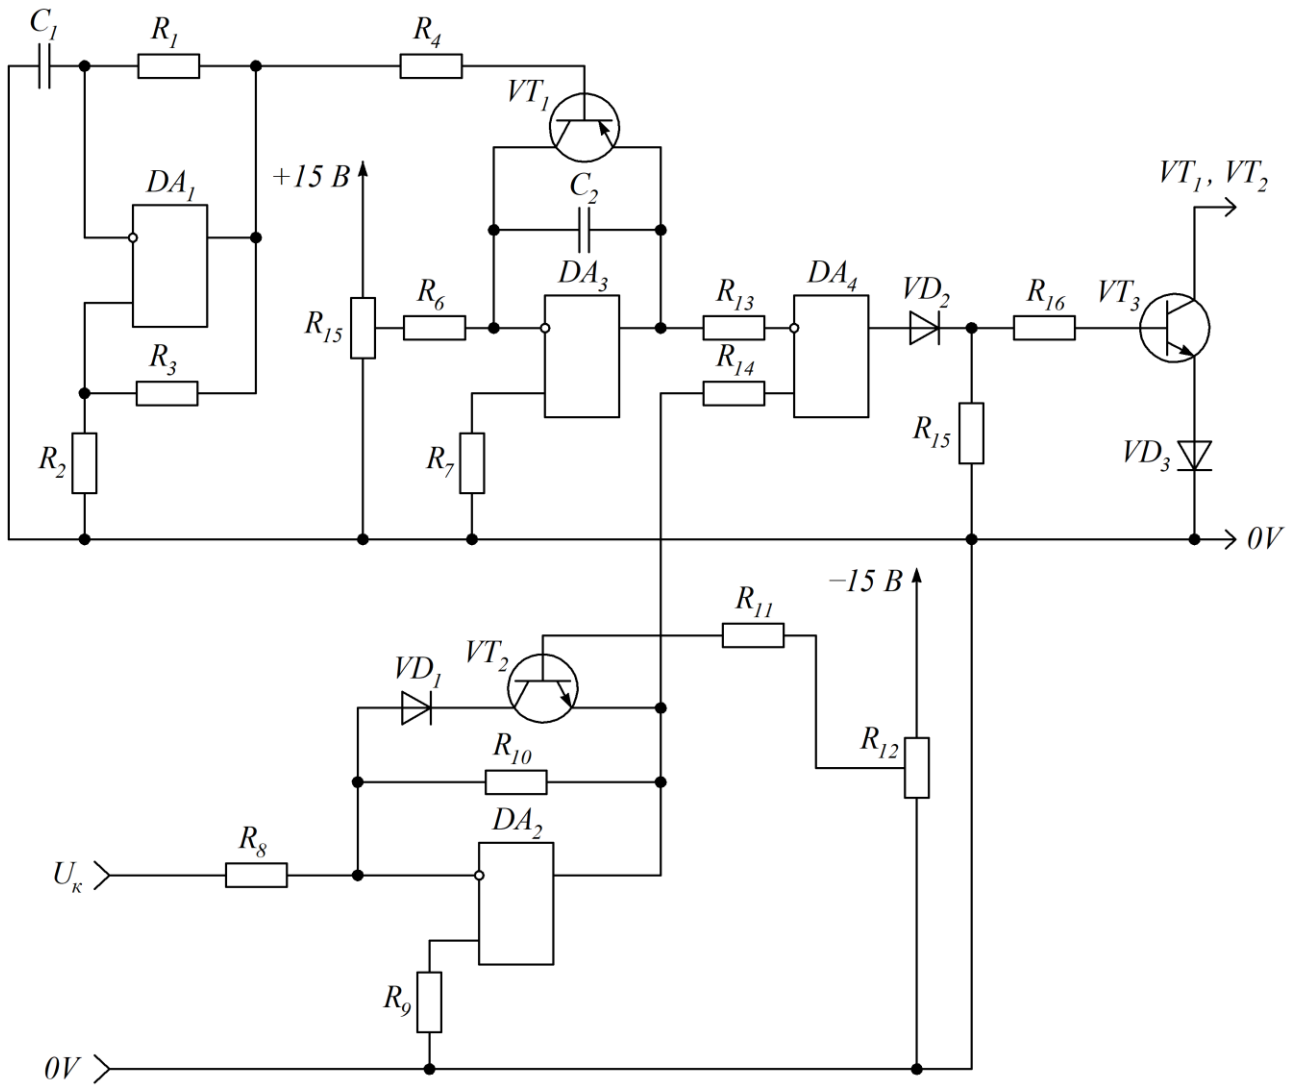 C1
R1
R4
VT1
+15 В
DA1
C2
VT1, VT2
DA3
DA4
R15
R6
R13
VD2
R16
VT3
R3
R14
R2
R7
R15
VD3
0V
−15 В
R11
VT2
VD1
R10
R12
DA2
R8
Uк
R9
0V